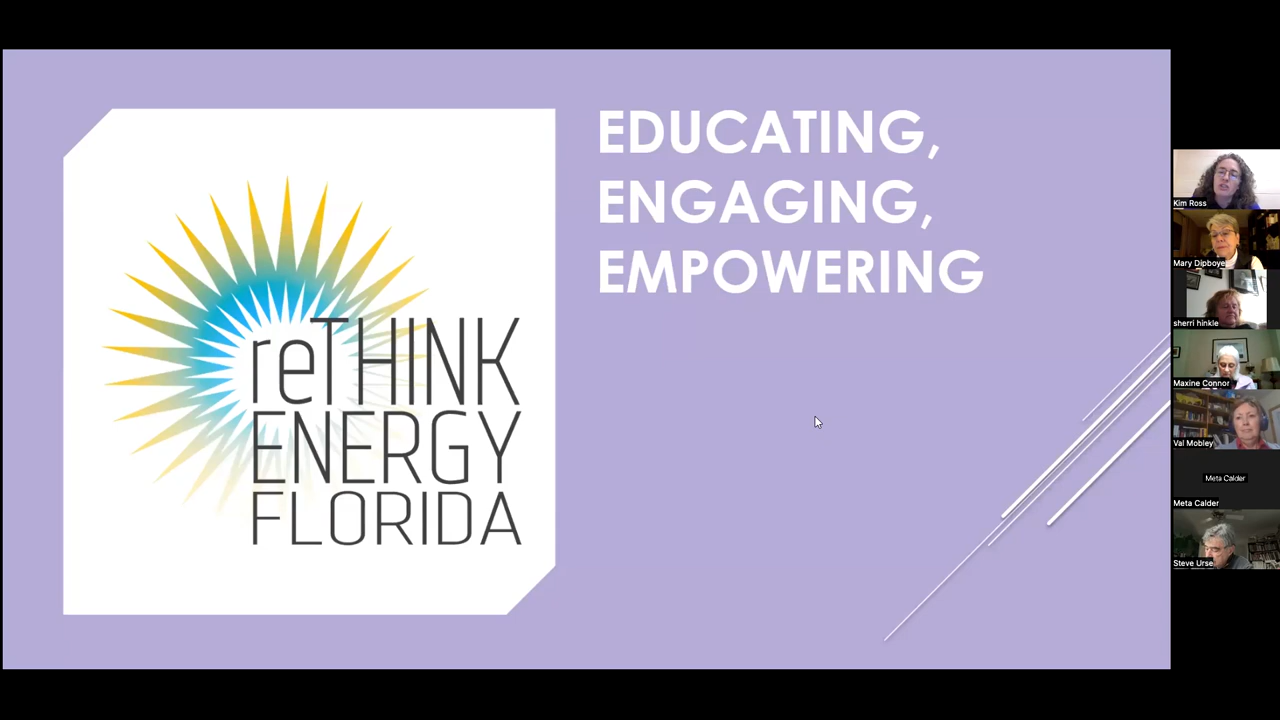 EDUCATING,
ENGAGING,
EMPOWERING
reTHINK
ENERGY
FLORIDA
Kim Ross
Mary Dipboye
sherri hinkle
Maxine Connor
Val Mobley
Meta Calder
Meta Calder
Steve Urse